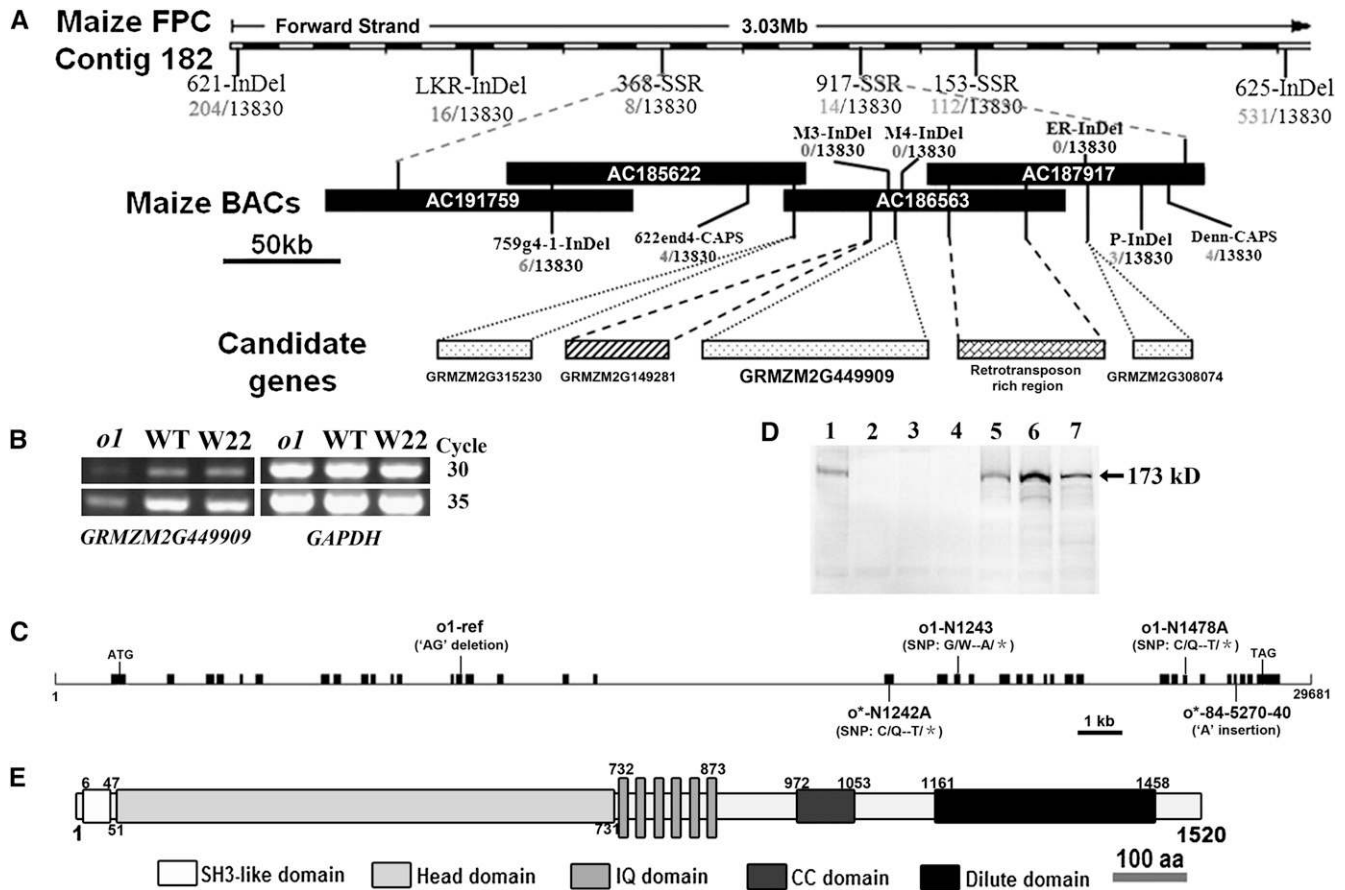 A
Maize FPC
Contig 182
Forward Strand
3.03Mb
621-InDel
204/13830
LKR-InDel
16/13830
368-SSR
8/13830
917-SSR
14/13830
153-SSR
112/13830
625-InDel
531/13830
M3-InDel
0/13830
M4-InDel
0/13830
ER-InDel
0/13830
Maize BACs
AC191759
AC185622
AC186563
AC187917
50kb
759g4-1-InDel
6/13830
622end4-CAPS
4/13830
P-InDel
3/13830
Denn-CAPS
4/13830
Candidate
genes
GRMZM2G315230
GRMZM2G149281
GRMZM2G449909
Retrotransposon
rich region
GRMZM2G308074
B
o1 WT W22 o1 WT W22 Cycle
30
35
GRMZM2G449909 GAPDH
D
1 2 3 4 5 6 7
173 kD
C
ATG
o1-ref
('AG' deletion)
o1-N1243
(SNP: G/W--A/*)
o1-N1478A
(SNP: C/Q--T/*)
TAG
1
29681
o*-N1242A
(SNP: C/Q--T/*)
1 kb
o*-84-5270-40
('A' insertion)
E
6 47 732 873 972 1053 1161 1458
1 51 731 1520
SH3-like domain Head domain IQ domain CC domain Dilute domain
100 aa